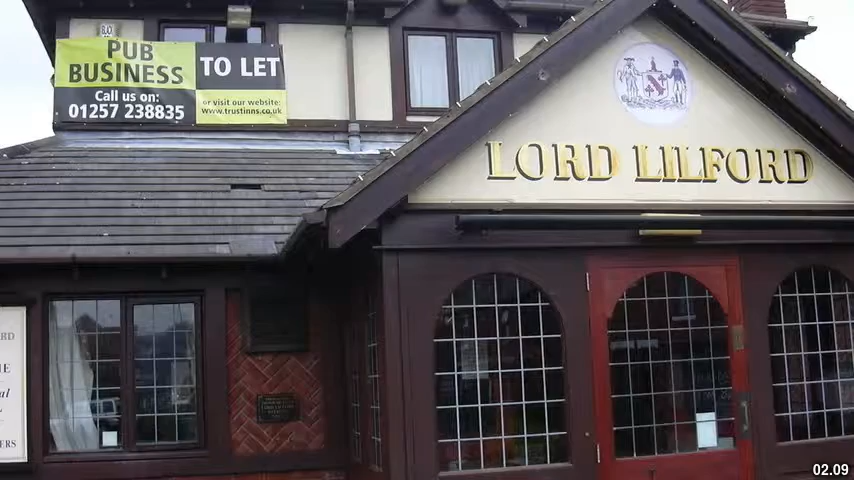 PUB
BUSINESS
TO LET
Call us on:
01257 238835
or visit our website:
www.trustinns.co.uk
LORD LILFORD
02.09